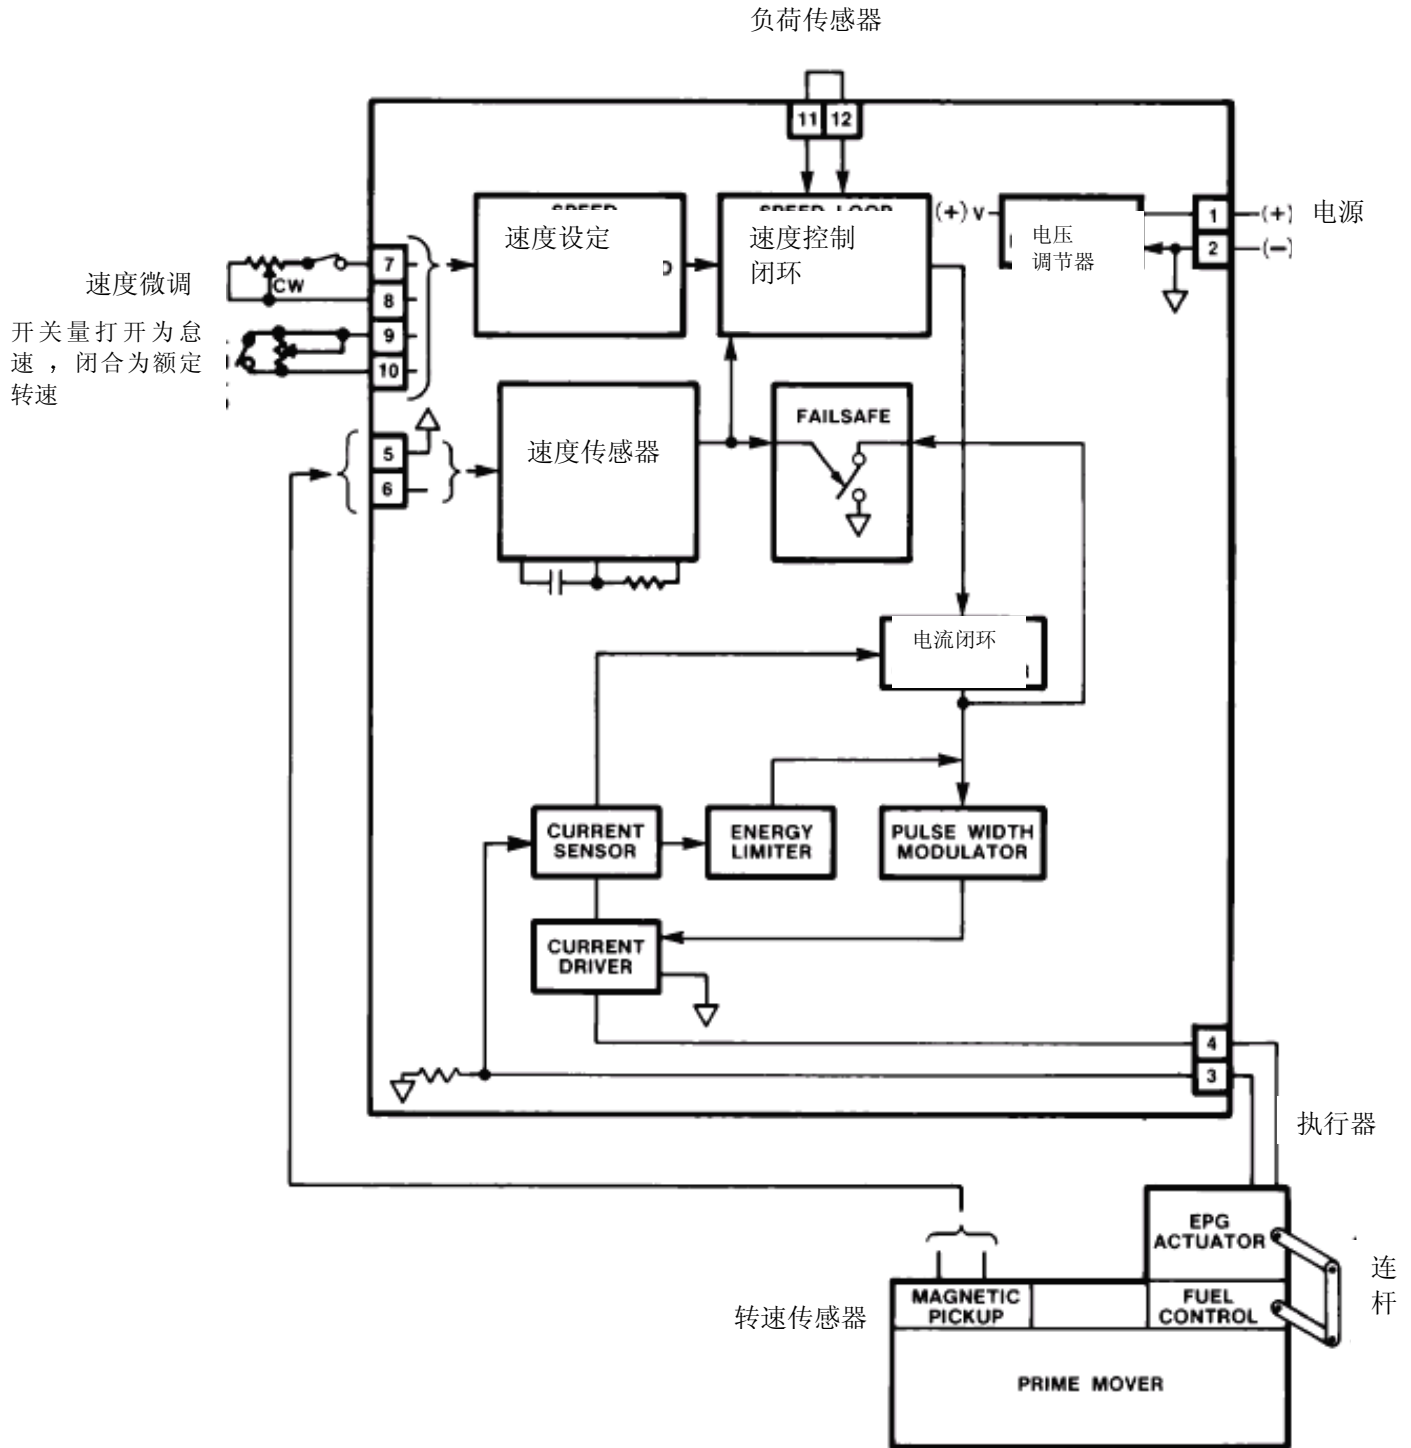 负荷传感器
11 12
速度设定
速度控制
闭环
(+) V
电压
调节器
1
(+)
电源
2
(−)
7
CW
8
速度微调
开关量打开为怠
速 ，闭合为额定
转速
9
10
5
6
速度传感器
FAILSAFE
电流闭环
CURRENT
SENSOR
ENERGY
LIMITER
PULSE WIDTH
MODULATOR
CURRENT
DRIVER
4
3
执行器
EPG
ACTUATOR
连
杆
MAGNETIC
PICKUP
FUEL
CONTROL
转速传感器
PRIME MOVER